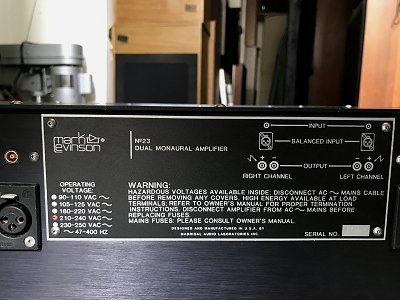 mark
levinson®
Nº23
DUAL MONAURAL AMPLIFIER
INPUT
BALANCED INPUT
OUTPUT
RIGHT CHANNEL
LEFT CHANNEL
OPERATING
VOLTAGE:
90-110 VAC ~
105-125 VAC ~
180-220 VAC ~
210-240 VAC ~
230-250 VAC ~
~ 47-400 HZ
WARNING:
HAZARDOUS VOLTAGES AVAILABLE INSIDE: DISCONNECT AC ~ MAINS CABLE
BEFORE REMOVING ANY COVERS. HIGH ENERGY AVAILABLE AT LOAD
TERMINALS: REFER TO OWNER'S MANUAL FOR PROPER TERMINATION
INSTRUCTIONS. DISCONNECT AMPLIFIER FROM AC ~ MAINS BEFORE
REPLACING FUSES.
MAINS FUSES: PLEASE CONSULT OWNER'S MANUAL.
DESIGNED AND MANUFACTURED IN U.S.A. BY
MADRIGAL AUDIO LABORATORIES INC.
SERIAL NO.